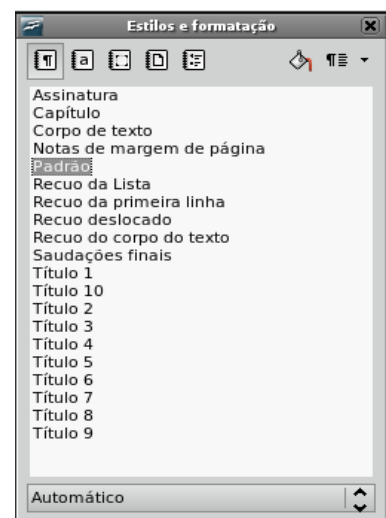 Estilos e formatação
Assinatura
Capítulo
Corpo de texto
Notas de margem de página
Padrão
Recuo da Lista
Recuo da primeira linha
Recuo deslocado
Recuo do corpo do texto
Saudações finais
Título 1
Título 10
Título 2
Título 3
Título 4
Título 5
Título 6
Título 7
Título 8
Título 9
Automático